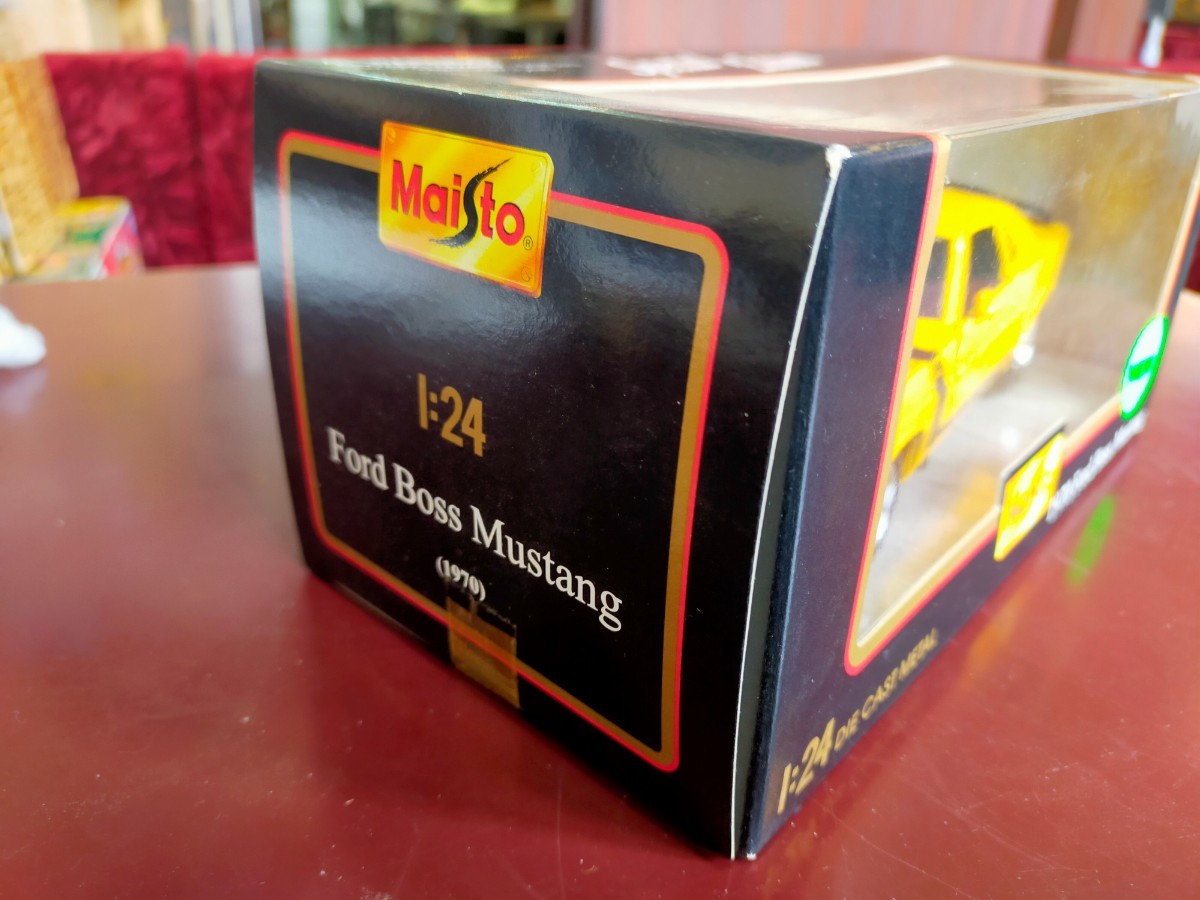 Maisto®
1:24
Ford Boss Mustang
(1970)
1:24 DIE CAST METAL